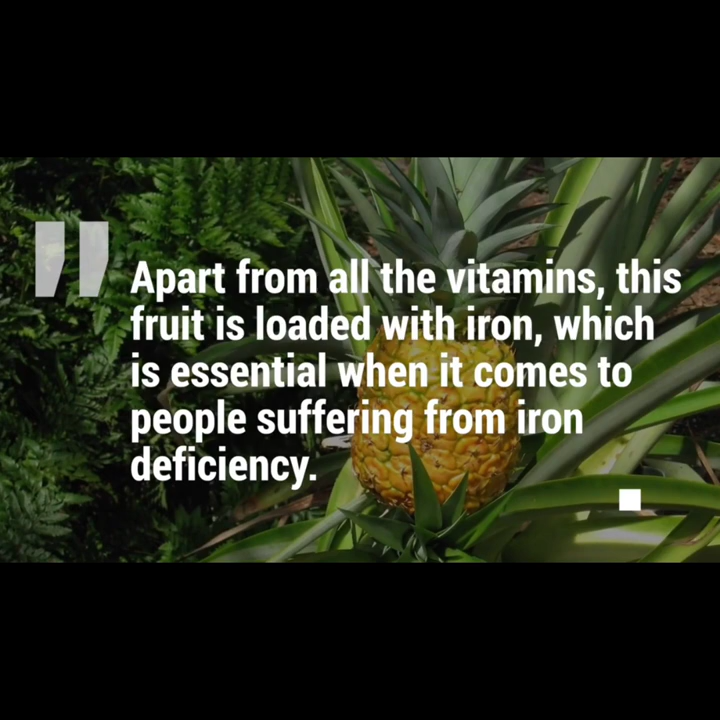 "
Apart from all the vitamins, this
fruit is loaded with iron, which
is essential when it comes to
people suffering from iron
deficiency.